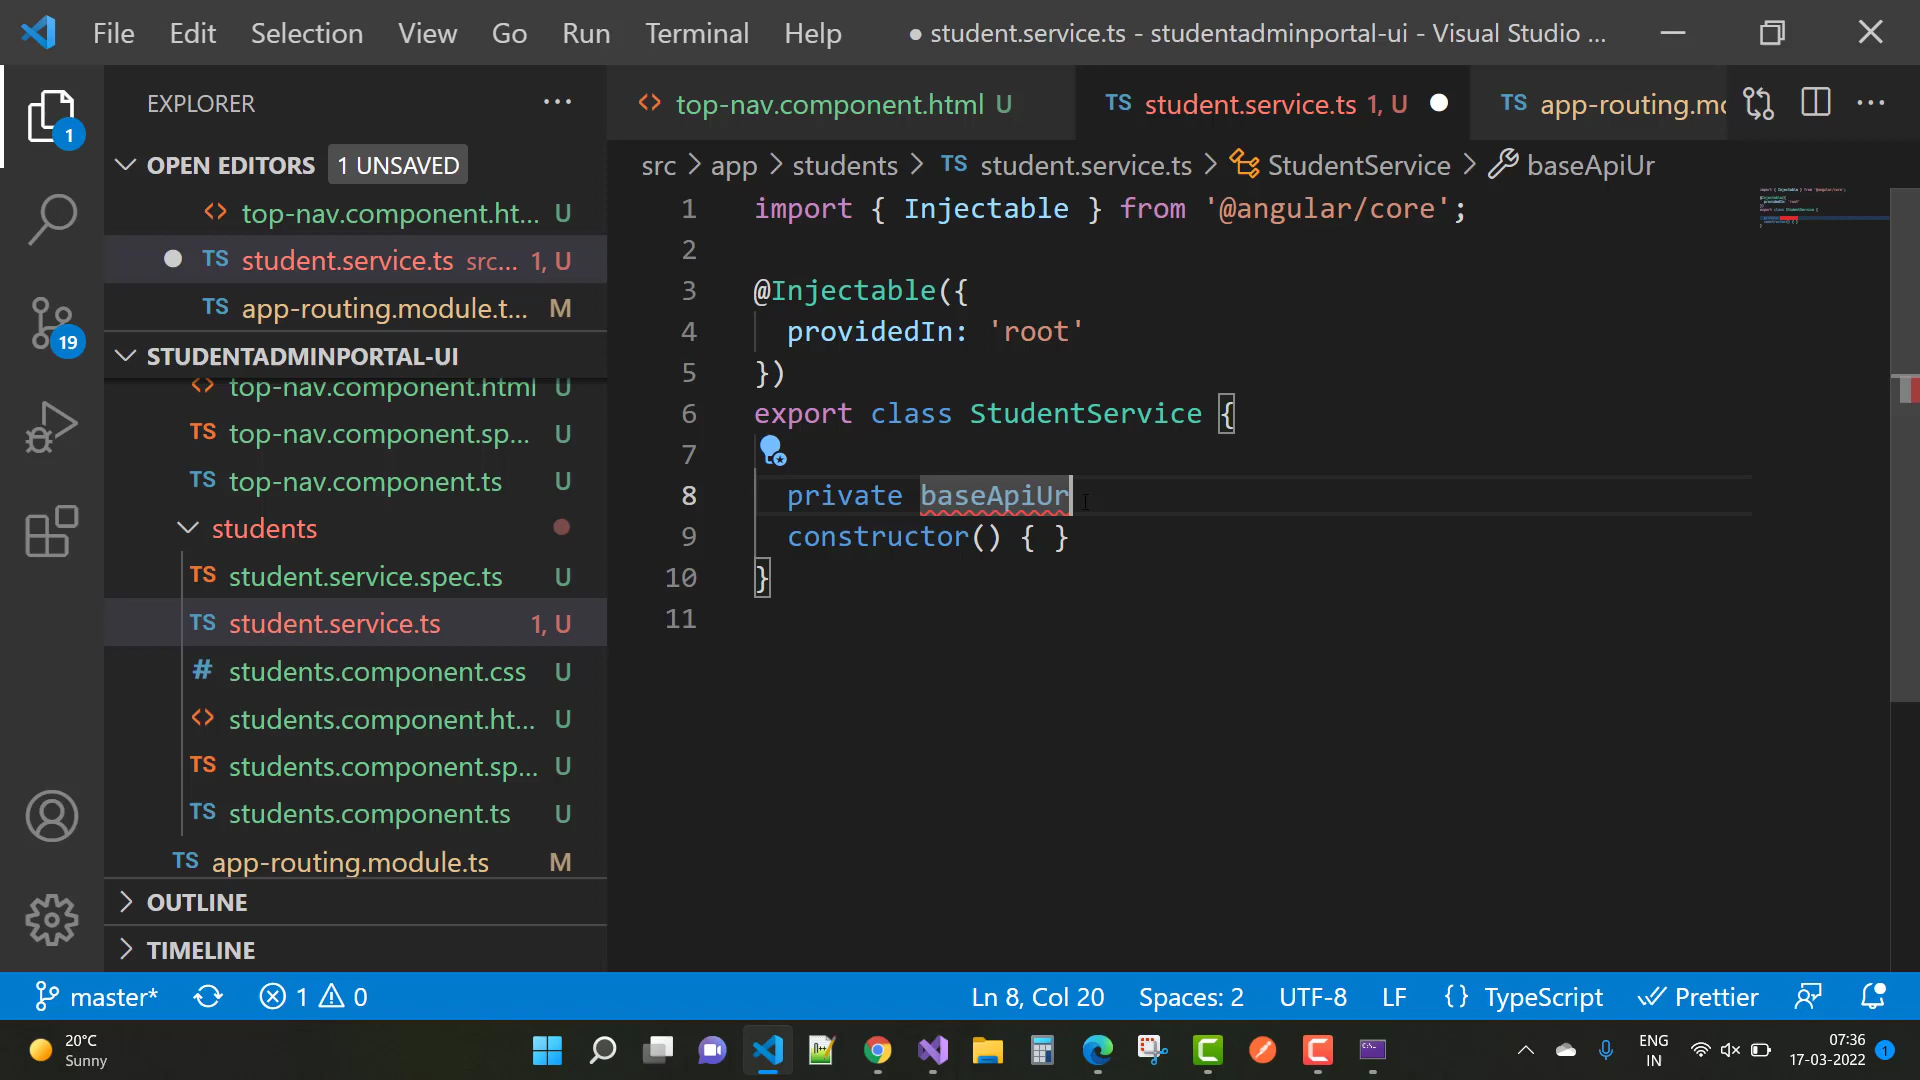 File Edit Selection View Go Run Terminal Help ● student.service.ts - studentadminportal-ui - Visual Studio ...
EXPLORER ...
<> top-nav.component.html U
TS student.service.ts 1, U ●
TS app-routing.mo
OPEN EDITORS 1 UNSAVED
<> top-nav.component.ht... U
● TS student.service.ts src... 1, U
TS app-routing.module.t... M
STUDENTADMINPORTAL-UI
<> top-nav.component.html U
TS top-nav.component.sp... U
TS top-nav.component.ts U
students
TS student.service.spec.ts U
TS student.service.ts 1, U
# students.component.css U
<> students.component.ht... U
TS students.component.sp... U
TS students.component.ts U
TS app-routing.module.ts M
OUTLINE
TIMELINE
1
19
src > app > students > TS student.service.ts > StudentService > baseApiUr
1 import { Injectable } from '@angular/core';
2
3 @Injectable({
4 providedIn: 'root'
5 })
6 export class StudentService {
7
8 private baseApiUr
9 constructor() { }
10 }
11
master* 1 0 Ln 8, Col 20 Spaces: 2 UTF-8 LF {} TypeScript Prettier
20°C
Sunny
ENG
IN
07:36
17-03-2022
1